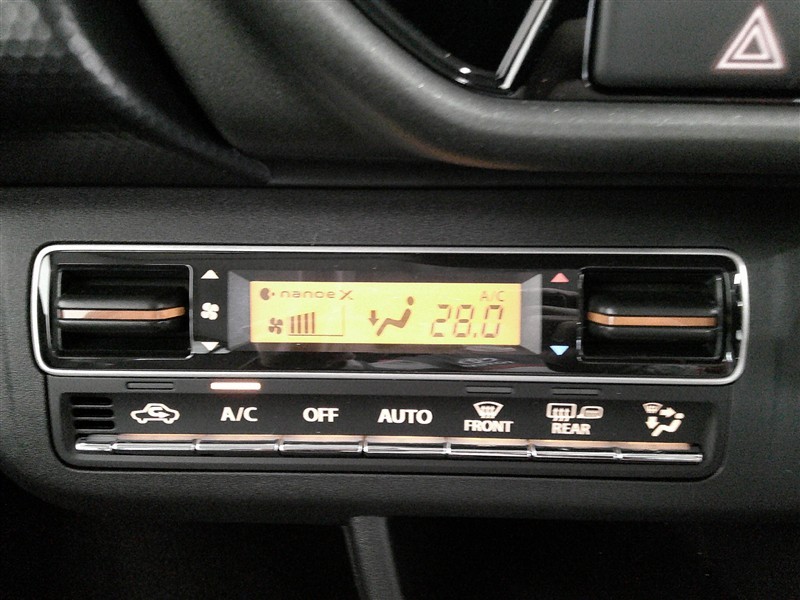 nanoe X
A/C
28.0
A/C OFF AUTO FRONT REAR